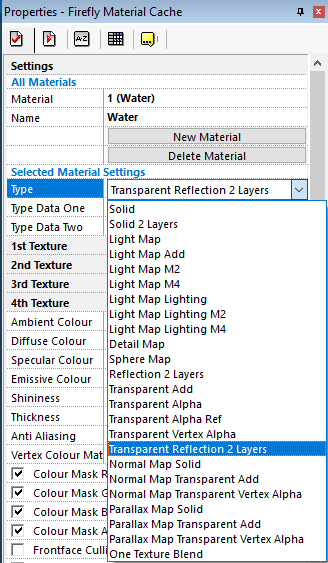 Properties - Firefly Material Cache
A-Z
Settings
All Materials
Material 1 (Water)
Name Water
New Material
Delete Material
Selected Material Settings
Type Transparent Reflection 2 Layers
Type Data One Solid
Type Data Two Solid 2 Layers
1st Texture Light Map
2nd Texture Light Map Add
3rd Texture Light Map M2
4th Texture Light Map M4
Ambient Colour Light Map Lighting
Diffuse Colour Light Map Lighting M2
Specular Colour Light Map Lighting M4
Emissive Colour Detail Map
Shininess Sphere Map
Thickness Reflection 2 Layers
Anti Aliasing Transparent Add
Vertex Colour Mat Transparent Alpha
Colour Mask R Transparent Alpha Ref
Colour Mask G Transparent Vertex Alpha
Colour Mask B Transparent Reflection 2 Layers
Colour Mask A Normal Map Solid
Frontface Culli Normal Map Transparent Add
Normal Map Transparent Vertex Alpha
Parallax Map Solid
Parallax Map Transparent Add
Parallax Map Transparent Vertex Alpha
One Texture Blend